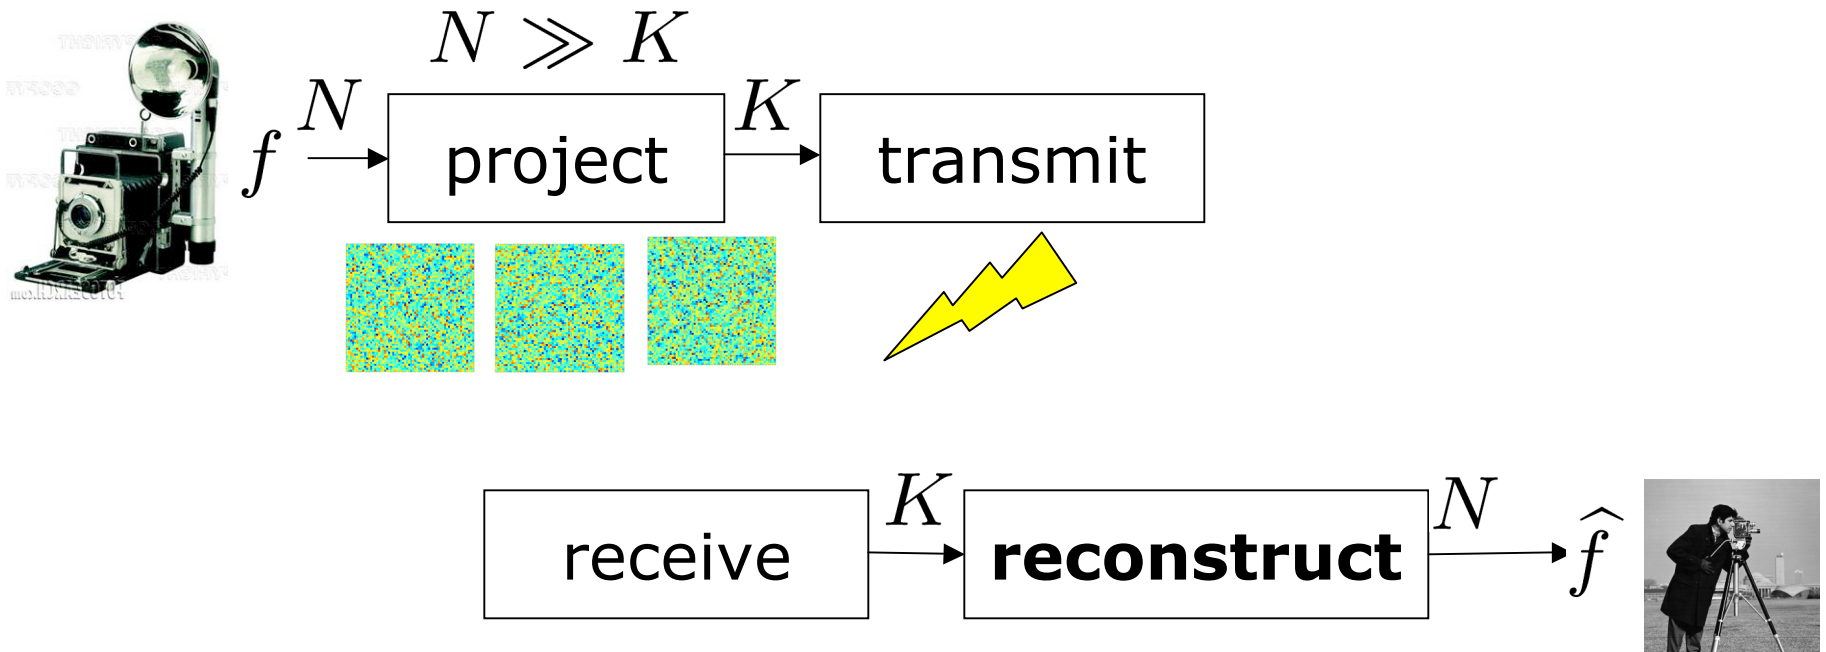 N ≫ K
f N project K transmit
receive K reconstruct N f̂